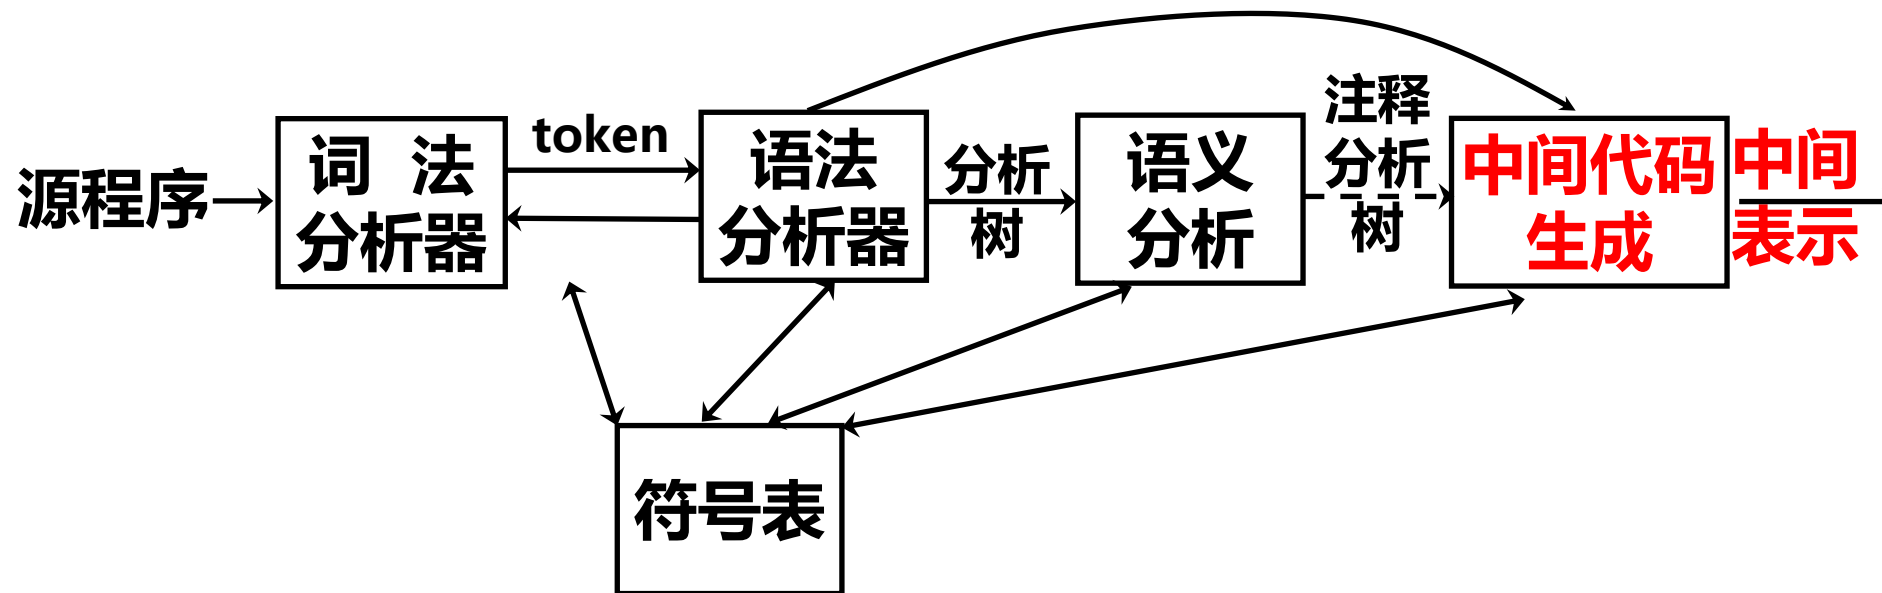 源程序
词 法
分析器
token
语法
分析器
分析
树
语义
分析
注释
分析
树
中间代码
生成
中间
表示
符号表